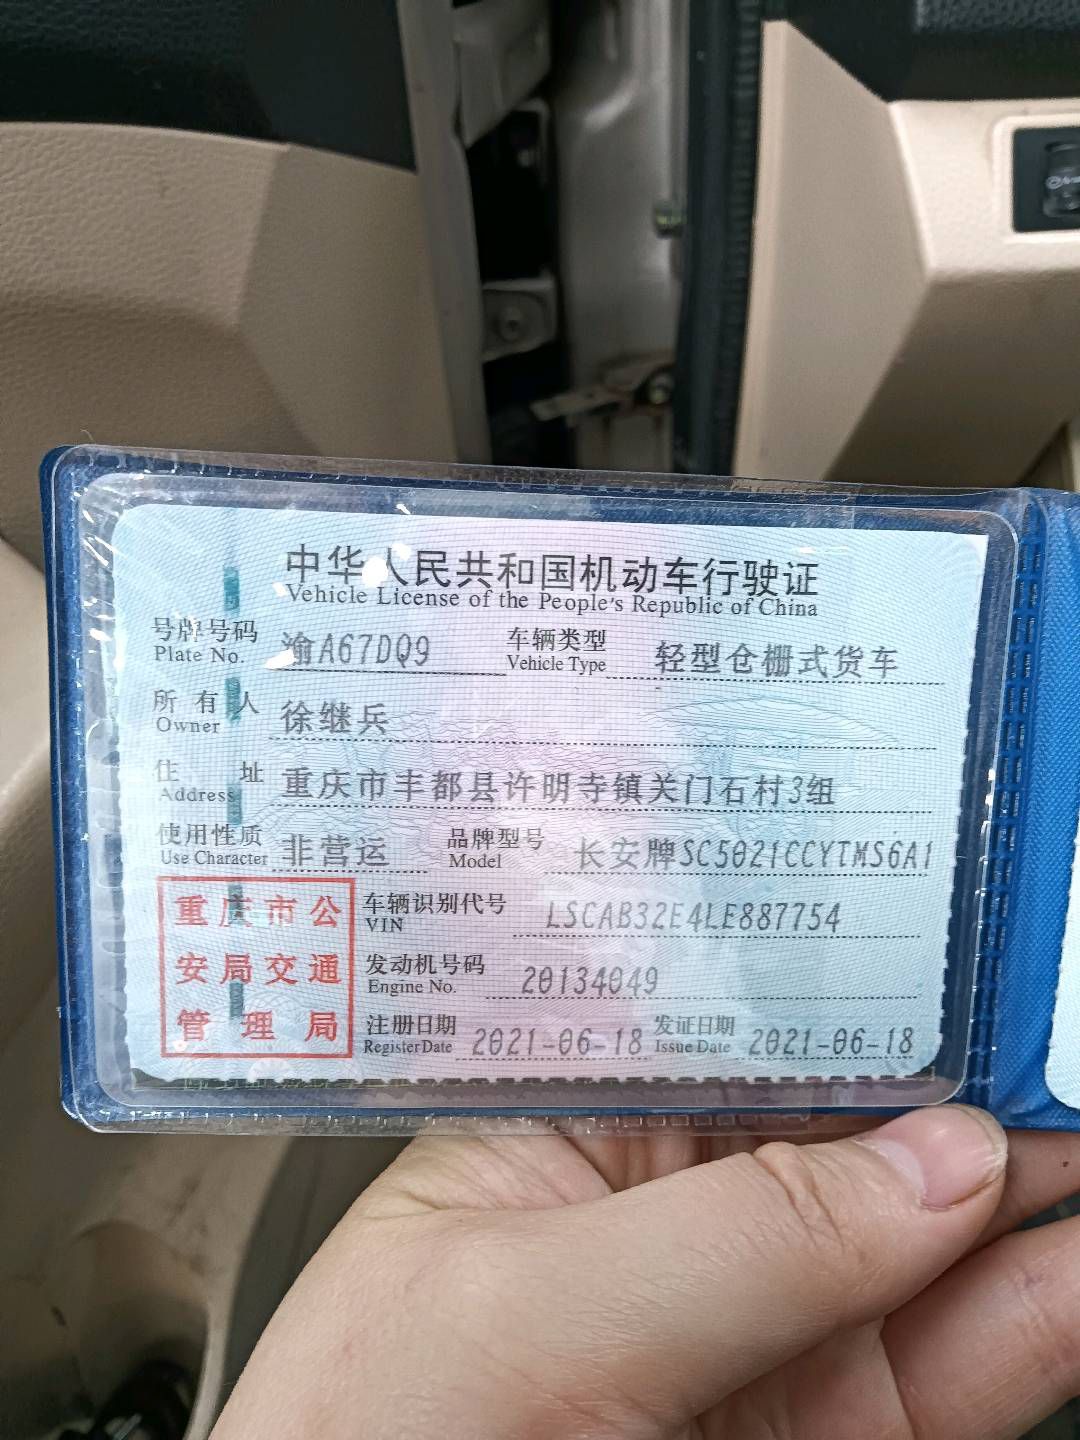 中华人民共和国机动车行驶证
Vehicle License of the People's Republic of China
号牌号码 渝A67DQ9 车辆类型 轻型仓栅式货车
Plate No. Vehicle Type
所有人 徐继兵
Owner
住址 重庆市丰都县许明寺镇关门石村3组
Address
使用性质 非营运 品牌型号 长安牌SC5021CCYTMS6A1
Use Character Model
重庆市公 车辆识别代号 LSCAB32E4LE887754
VIN
安局交通 发动机号码 20134049
Engine No.
管理局 注册日期 2021-06-18 发证日期 2021-06-18
Register Date Issue Date